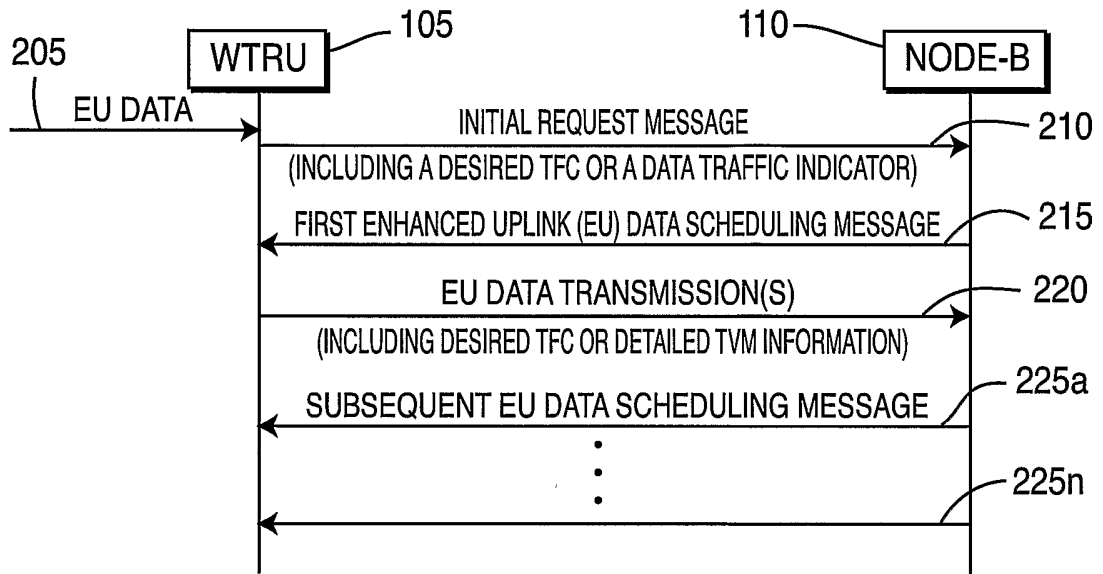 105
110
205
WTRU
NODE-B
EU DATA
INITIAL REQUEST MESSAGE
210
(INCLUDING A DESIRED TFC OR A DATA TRAFFIC INDICATOR)
FIRST ENHANCED UPLINK (EU) DATA SCHEDULING MESSAGE
215
EU DATA TRANSMISSION(S)
220
(INCLUDING DESIRED TFC OR DETAILED TVM INFORMATION)
225a
SUBSEQUENT EU DATA SCHEDULING MESSAGE
225n